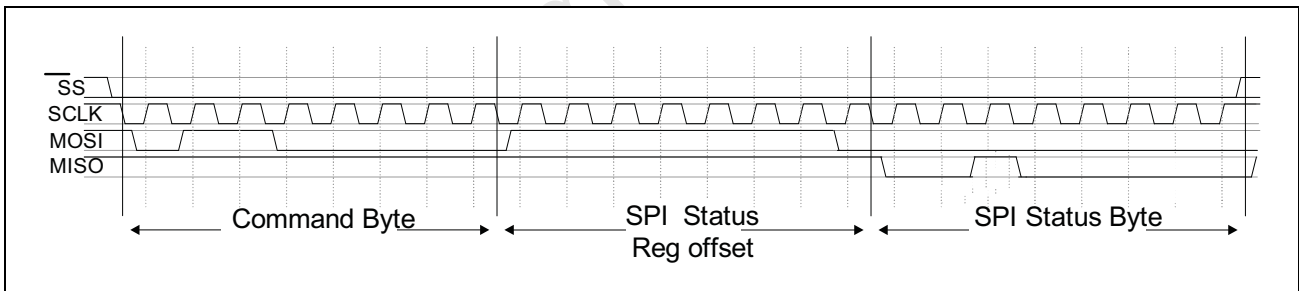 SS
SCLK
MOSI
MISO
Command Byte
SPI Status
Reg offset
SPI Status Byte